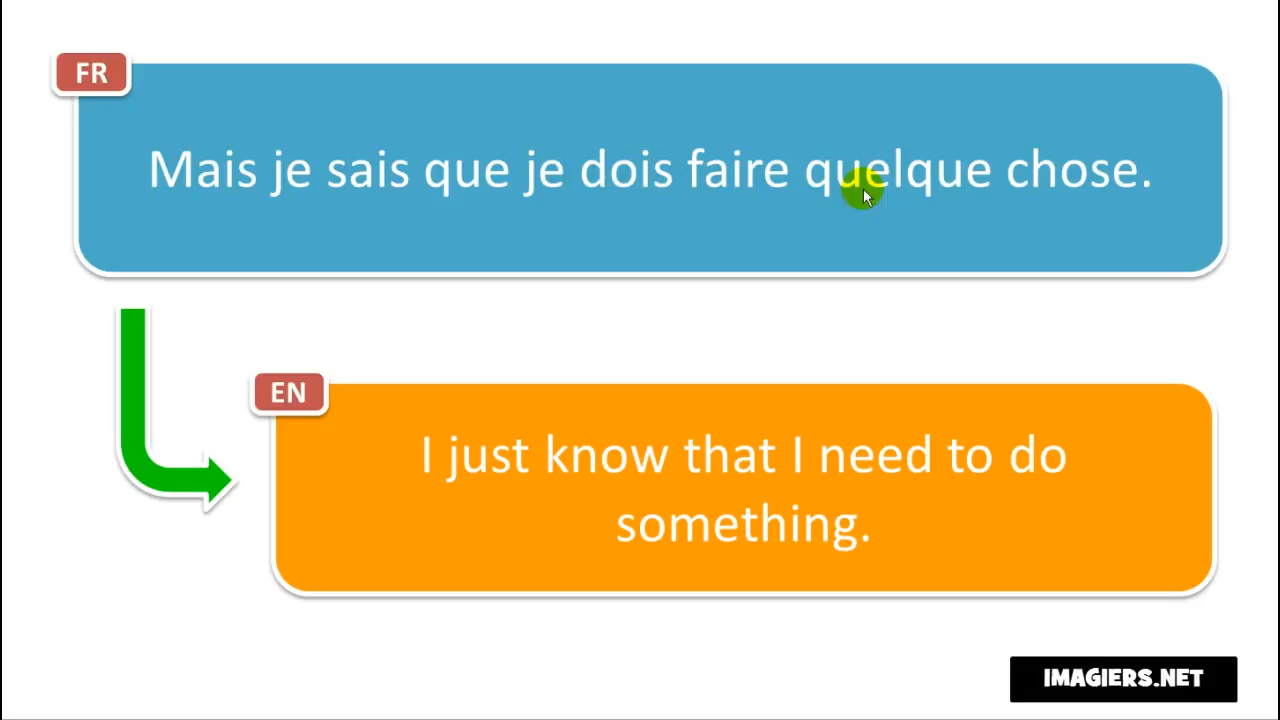 FR
Mais je sais que je dois faire quelque chose.
EN
I just know that I need to do
something.
IMAGIERS.NET